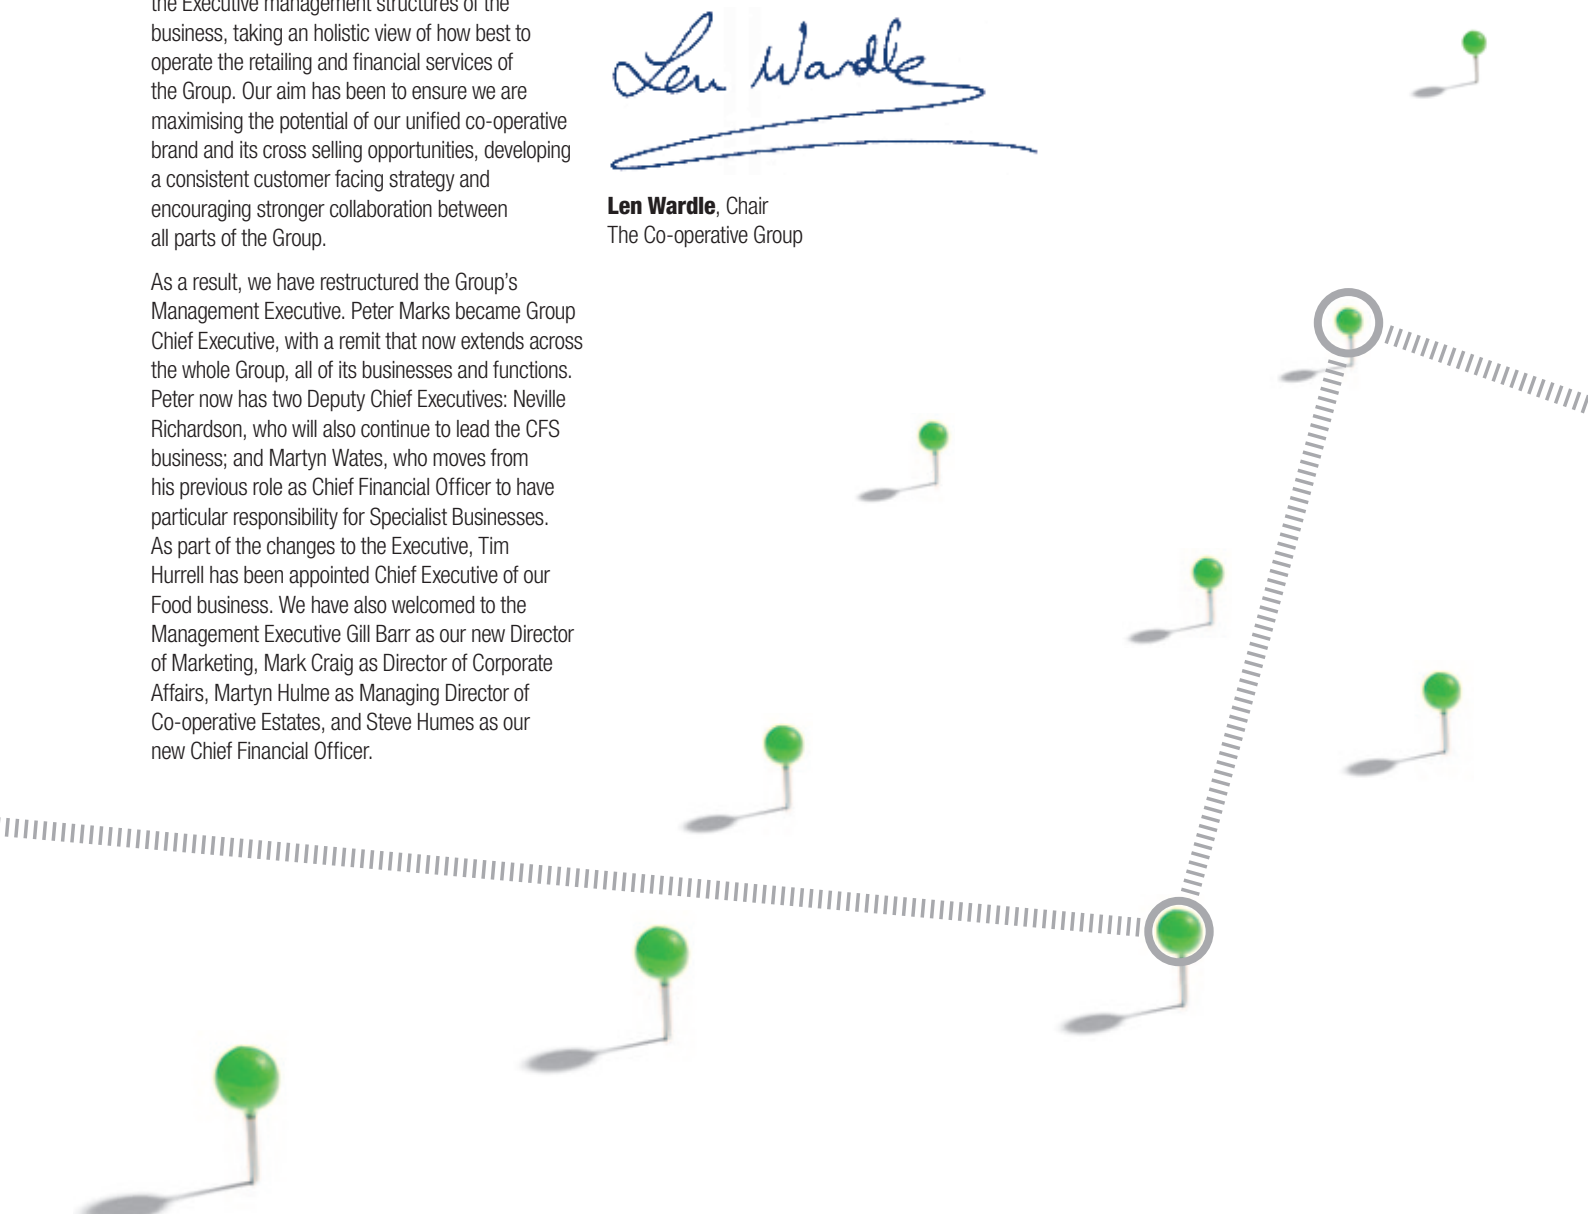 the Executive management structures of the
business, taking an holistic view of how best to
operate the retailing and financial services of
the Group. Our aim has been to ensure we are
maximising the potential of our unified co-operative
brand and its cross selling opportunities, developing
a consistent customer facing strategy and
encouraging stronger collaboration between
all parts of the Group.
As a result, we have restructured the Group’s
Management Executive. Peter Marks became Group
Chief Executive, with a remit that now extends across
the whole Group, all of its businesses and functions.
Peter now has two Deputy Chief Executives: Neville
Richardson, who will also continue to lead the CFS
business; and Martyn Wates, who moves from
his previous role as Chief Financial Officer to have
particular responsibility for Specialist Businesses.
As part of the changes to the Executive, Tim
Hurrell has been appointed Chief Executive of our
Food business. We have also welcomed to the
Management Executive Gill Barr as our new Director
of Marketing, Mark Craig as Director of Corporate
Affairs, Martyn Hulme as Managing Director of
Co-operative Estates, and Steve Humes as our
new Chief Financial Officer.
Len Wardle
Len Wardle, Chair
The Co-operative Group